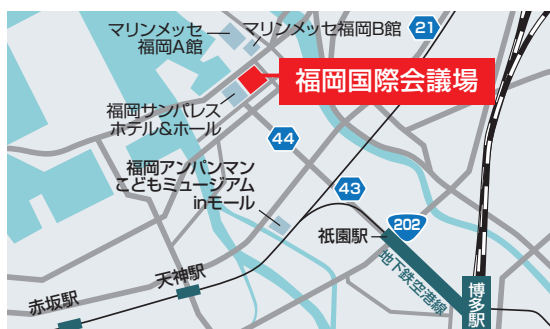 マリンメッセ
福岡A館
マリンメッセ福岡B館
21
福岡国際会議場
福岡サンパレス
ホテル&ホール
44
福岡アンパンマン
こどもミュージアム
inモール
43
202
祇園駅
地下鉄空港線
天神駅
赤坂駅
博多駅